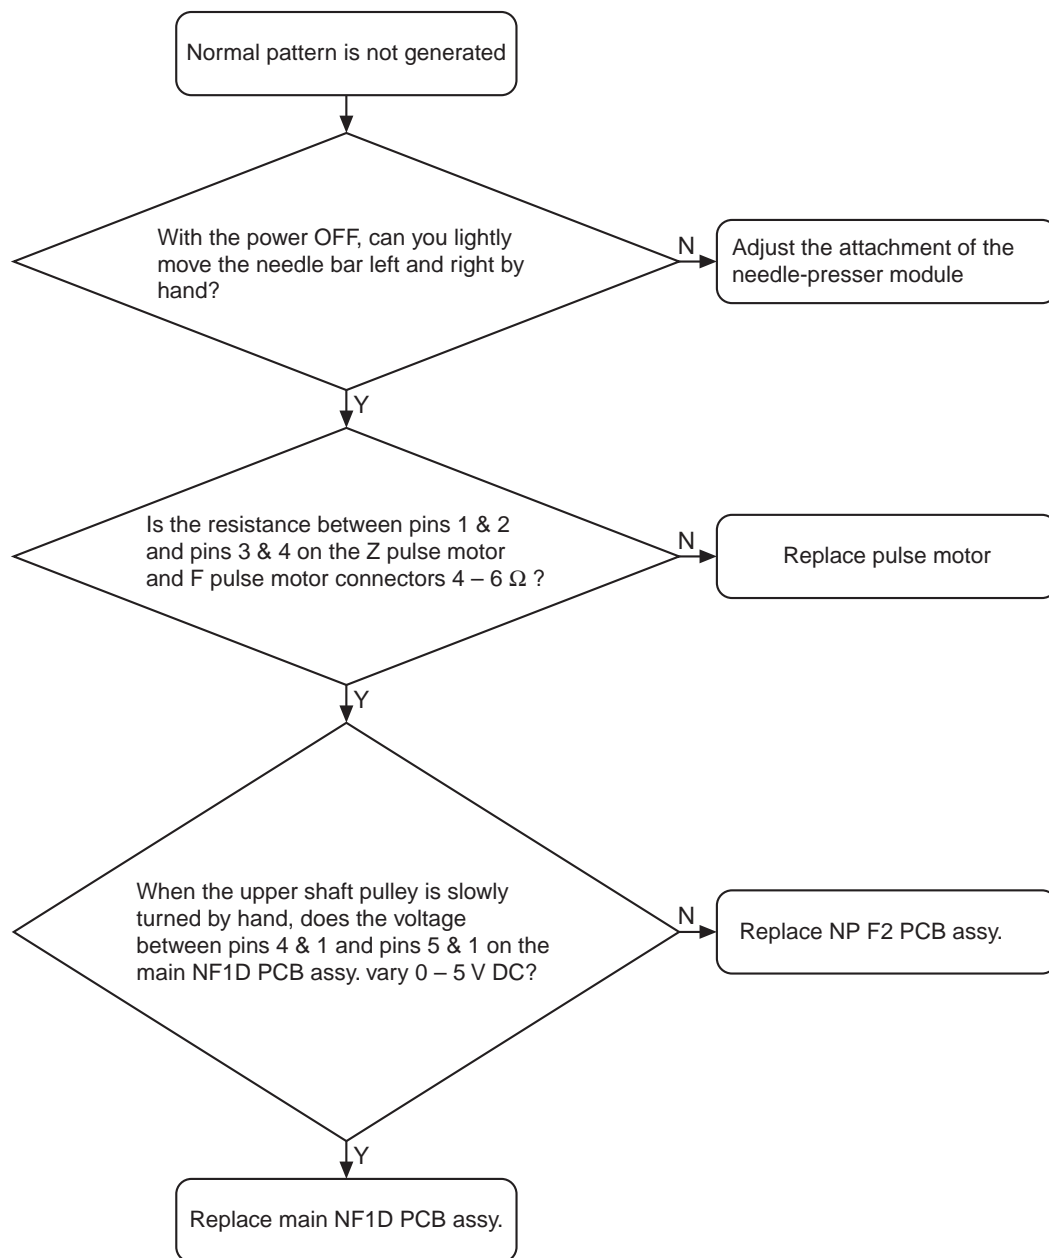 Normal pattern is not generated
With the power OFF, can you lightly
move the needle bar left and right by
hand?
N
Adjust the attachment of the
needle-presser module
Y
Is the resistance between pins 1 & 2
and pins 3 & 4 on the Z pulse motor
and F pulse motor connectors 4 – 6 Ω ?
N
Replace pulse motor
Y
When the upper shaft pulley is slowly
turned by hand, does the voltage
between pins 4 & 1 and pins 5 & 1 on the
main NF1D PCB assy. vary 0 – 5 V DC?
N
Replace NP F2 PCB assy.
Y
Replace main NF1D PCB assy.